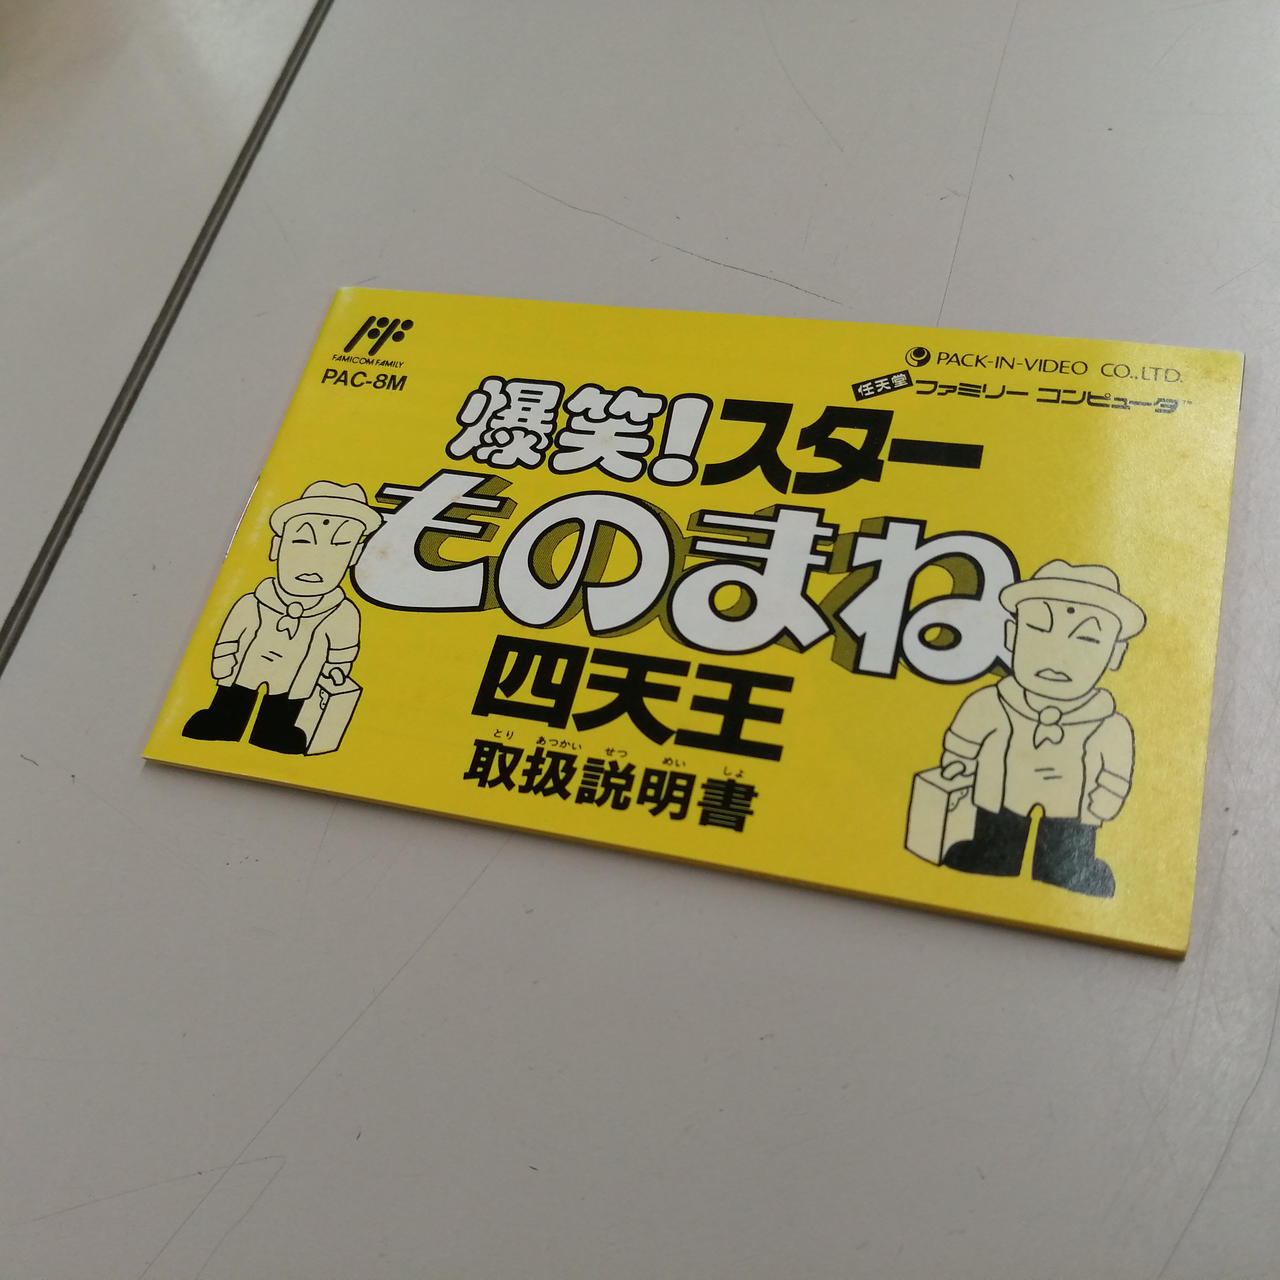 FAMICOM FAMILY
PAC-8M
PACK-IN-VIDEO CO.,LTD.
任天堂 ファミリー コンピュータ™
爆笑!スター
ものまね
四天王
とり あつかい せつ めい しょ
取扱説明書